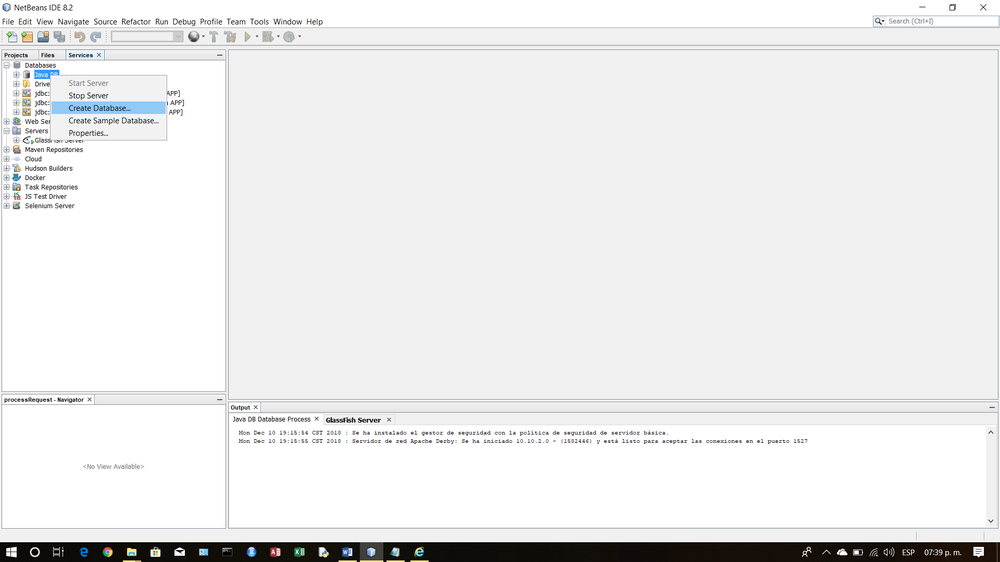 NetBeans IDE 8.2
File Edit View Navigate Source Refactor Run Debug Profile Team Tools Window Help
Search (Ctrl+I)
Projects Files Services
Databases
Java DB
Start Server
Stop Server
Create Database...
Create Sample Database...
Properties...
jdbc: APP]
jdbc: APP]
jdbc: APP]
Web Ser
Servers
GlassFish Server
Maven Repositories
Cloud
Hudson Builders
Docker
Task Repositories
JS Test Driver
Selenium Server
processRequest - Navigator
<No View Available>
Output
Java DB Database Process GlassFish Server
Mon Dec 10 19:15:54 CST 2018 : Se ha instalado el gestor de seguridad con la política de seguridad de servidor básica.
Mon Dec 10 19:15:55 CST 2018 : Servidor de red Apache Derby: Se ha iniciado 10.10.2.0 - (1582446) y está listo para aceptar las conexiones en el puerto 1527
ESP 07:39 p. m.